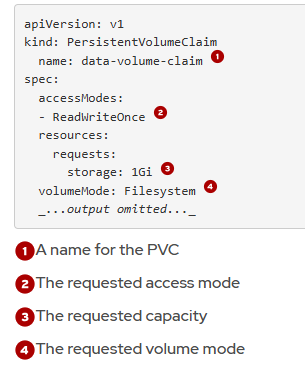 apiVersion: v1
kind: PersistentVolumeClaim
  name: data-volume-claim 1
spec:
  accessModes:
  - ReadWriteOnce 2
  resources:
    requests:
      storage: 1Gi 3
  volumeMode: Filesystem 4
  _...output omitted..._
1 A name for the PVC
2 The requested access mode
3 The requested capacity
4 The requested volume mode